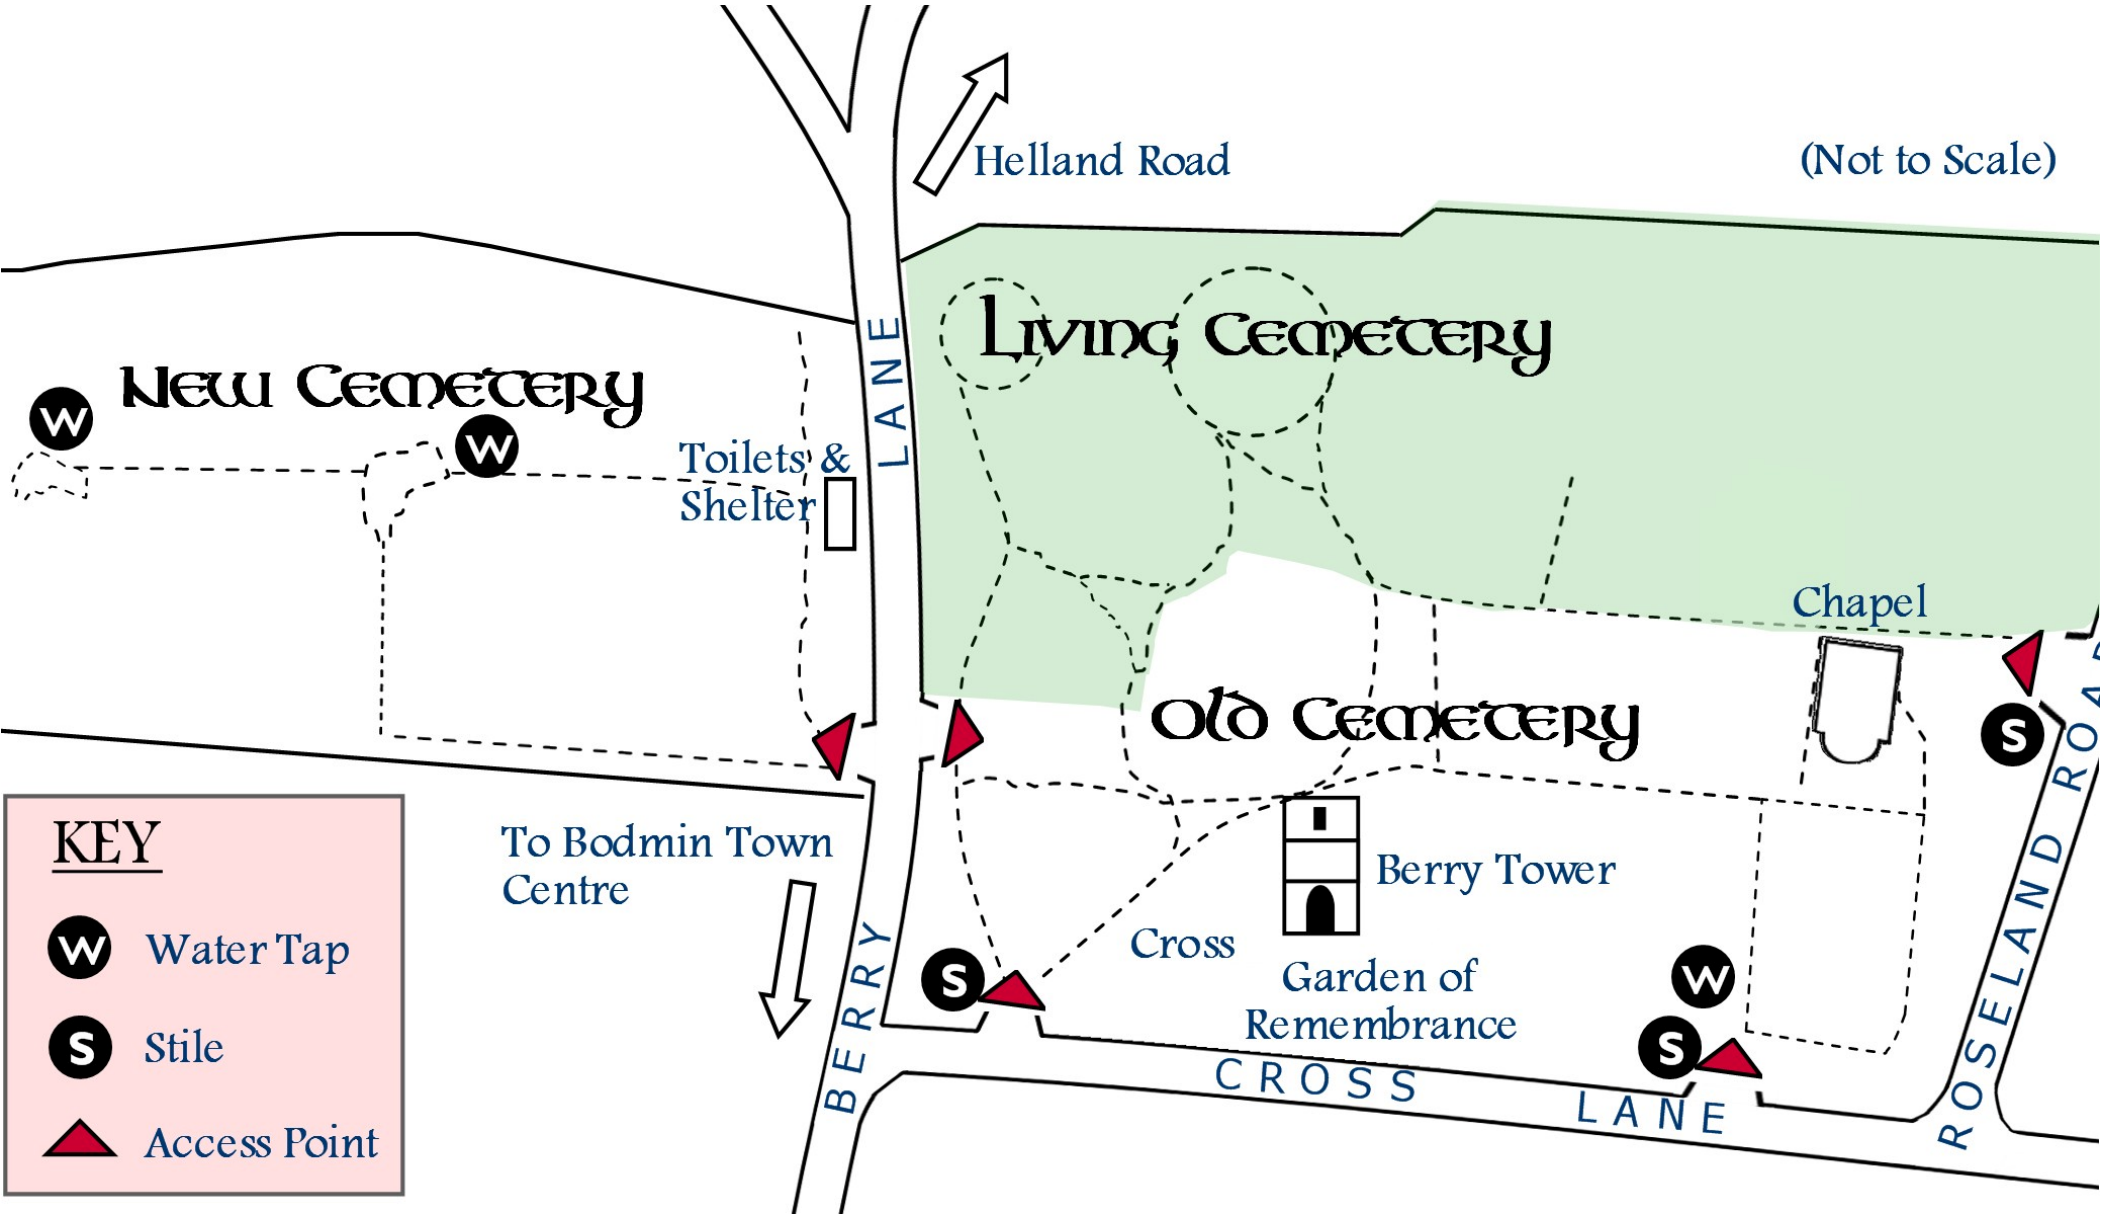 Helland Road
(Not to Scale)
Living Cemetery
New Cemetery
W
W
Toilets &
Shelter
BERRY LANE
Chapel
Old Cemetery
S
KEY
W Water Tap
S Stile
Access Point
To Bodmin Town
Centre
Berry Tower
Cross
S
Garden of
Remembrance
W
S
CROSS LANE
ROSELAND ROAD